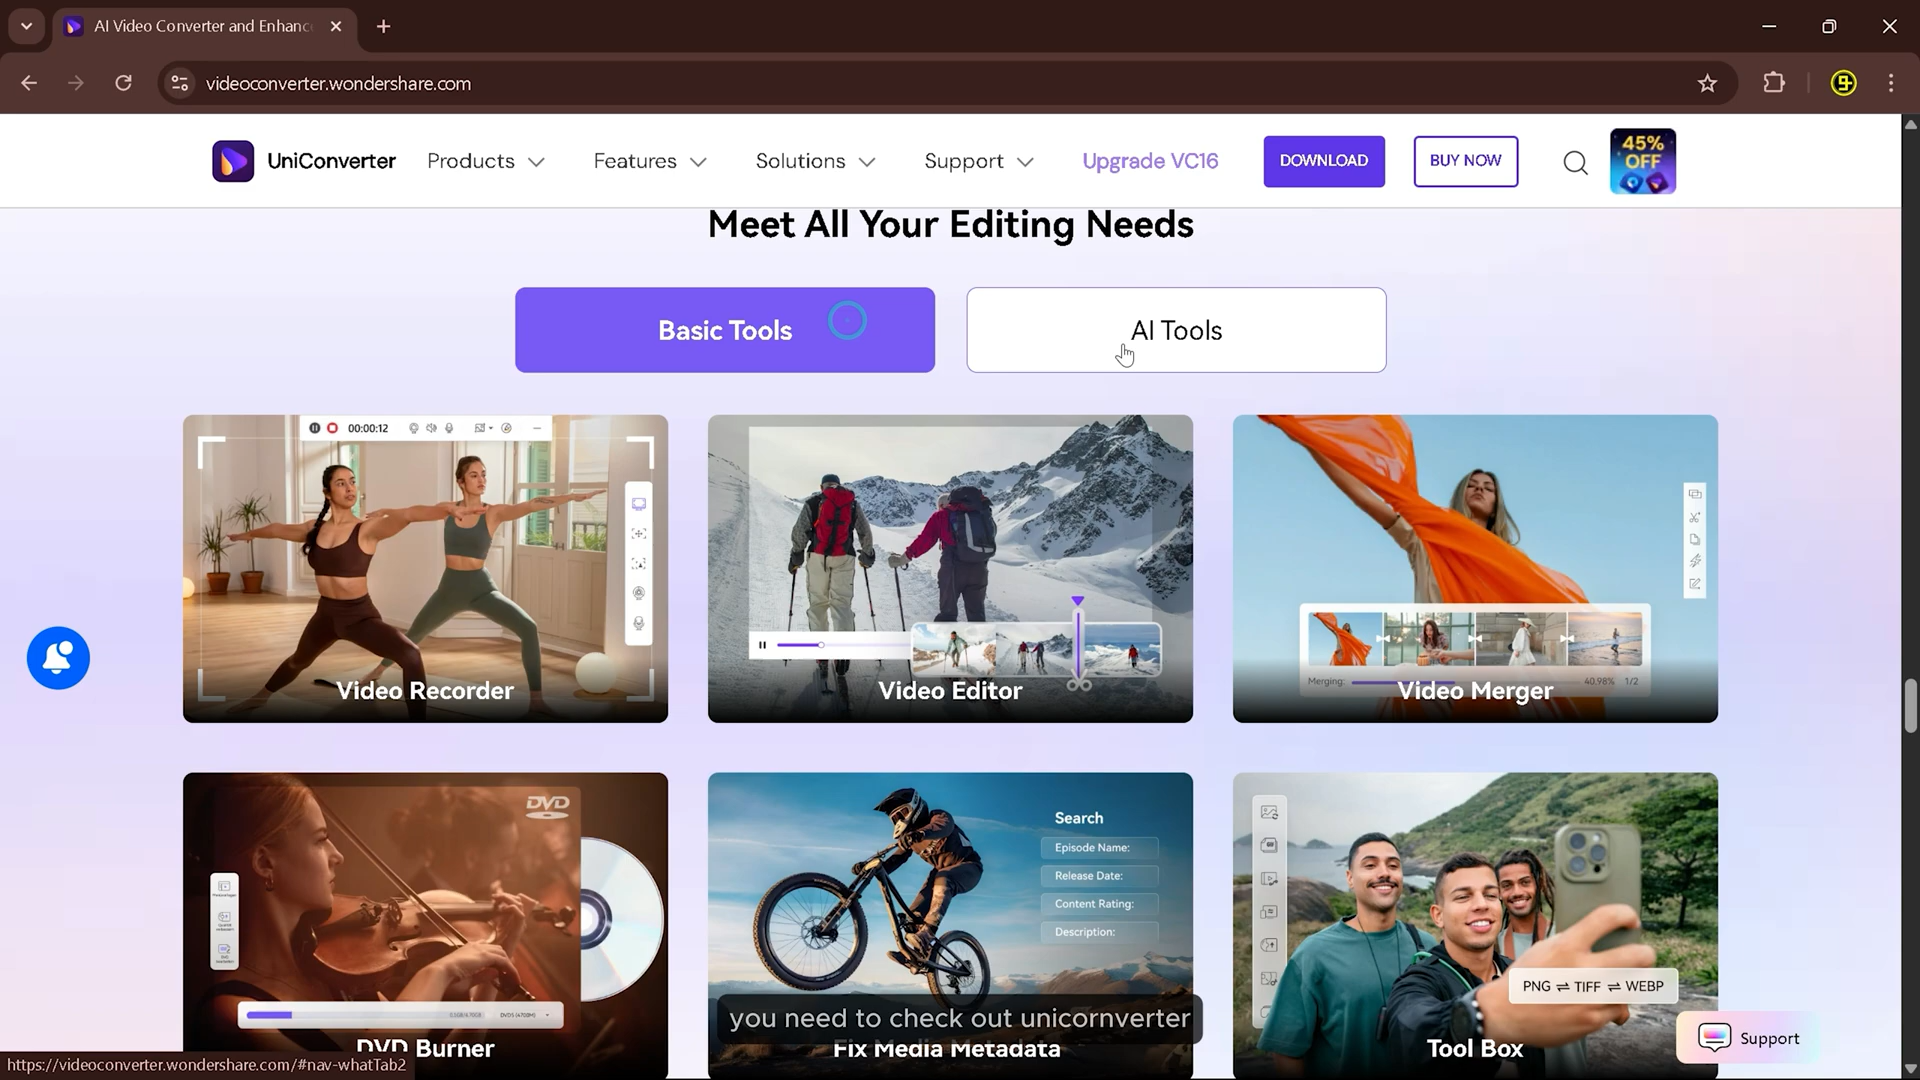 AI Video Converter and Enhanc
videoconverter.wondershare.com
UniConverter
Products
Features
Solutions
Support
Upgrade VC16
DOWNLOAD
BUY NOW
45%
OFF
Meet All Your Editing Needs
Basic Tools
AI Tools
00:00:12
Video Recorder
Video Editor
Merging:
40.98% 1/2
Video Merger
DVD
DVD Burner
Search
Episode Name:
Release Date:
Content Rating:
Description:
you need to check out unicornverter
Fix Media Metadata
PNG ⇌ TIFF ⇌ WEBP
Tool Box
Support
https://videoconverter.wondershare.com/#nav-whatTab2